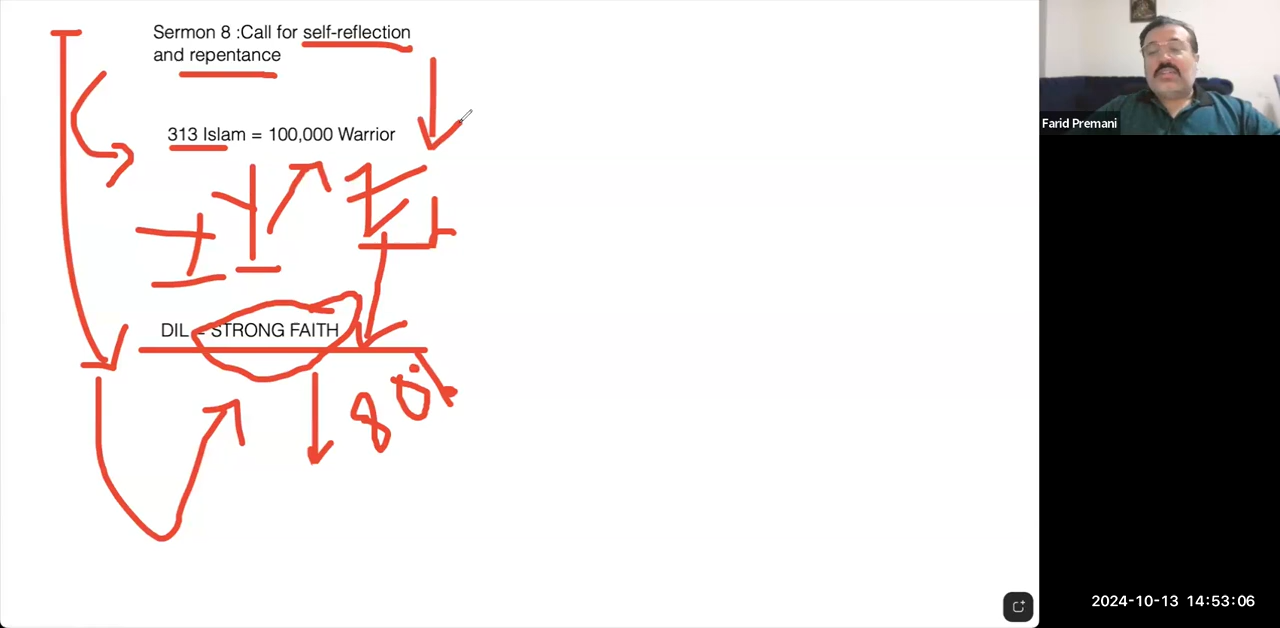 Sermon 8 :Call for self-reflection
and repentance
313 Islam = 100,000 Warrior
DIL = STRONG FAITH
80%
Farid Premani
2024-10-13 14:53:06